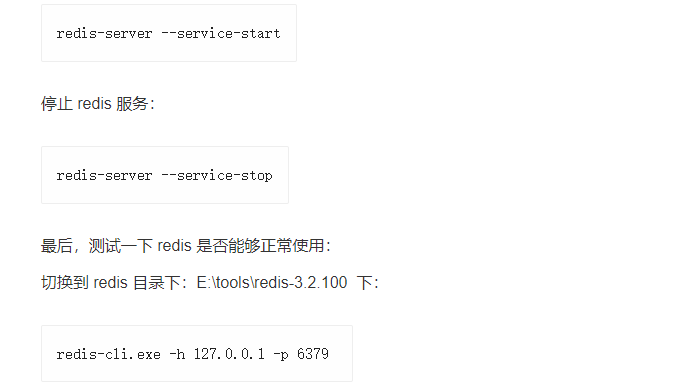 redis-server --service-start
停止 redis 服务：
redis-server --service-stop
最后，测试一下 redis 是否能够正常使用：
切换到 redis 目录下：E:\tools\redis-3.2.100 下：
redis-cli.exe -h 127.0.0.1 -p 6379